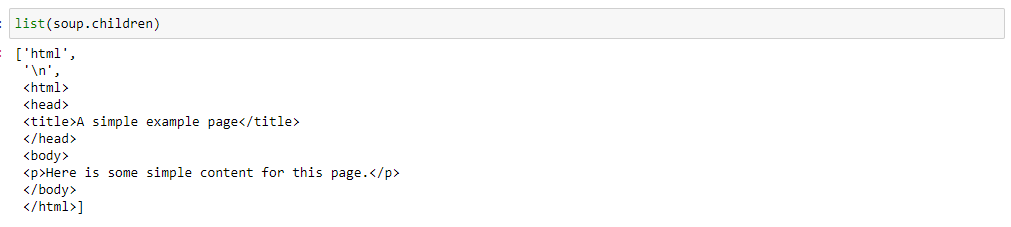 list(soup.children)
['html',
'\n',
<html>
<head>
<title>A simple example page</title>
</head>
<body>
<p>Here is some simple content for this page.</p>
</body>
</html>]